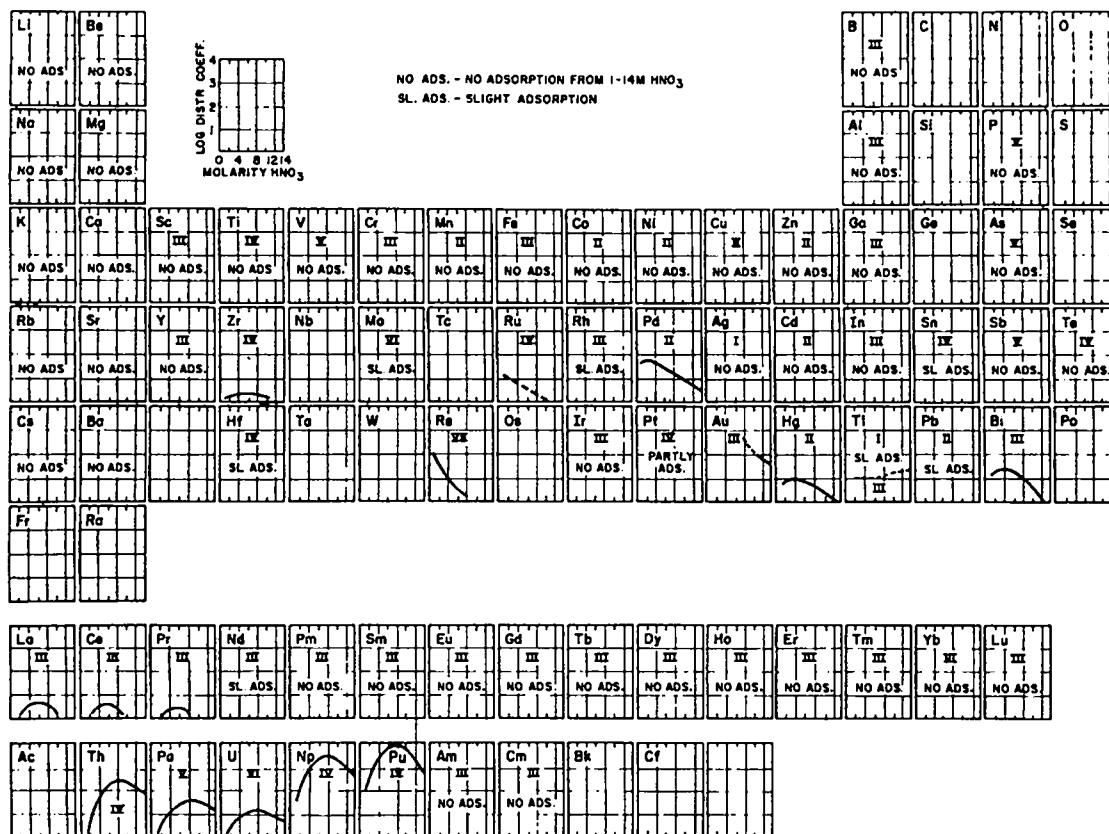 Li Be B C N O
III
NO ADS NO ADS. NO ADS
LOG DISTR COEFF.
4
3
2
1
0 4 8 12 14
MOLARITY HNO3
NO ADS. - NO ADSORPTION FROM 1-14M HNO3
SL. ADS. - SLIGHT ADSORPTION
Na Mg Al Si P S
III V
NO ADS NO ADS. NO ADS. NO ADS.
K Ca Sc Ti V Cr Mn Fe Co Ni Cu Zn Ga Ge As Se
III IV V III II III II II II III V
NO ADS NO ADS. NO ADS. NO ADS. NO ADS. NO ADS. NO ADS. NO ADS. NO ADS. NO ADS. NO ADS. NO ADS. NO ADS. NO ADS.
Rb Sr Y Zr Nb Mo Tc Ru Rh Pd Ag Cd In Sn Sb Te
III IV VI IV III II I II III IV V IV
NO ADS NO ADS. NO ADS. SL. ADS. SL. ADS. NO ADS. NO ADS. NO ADS. SL. ADS. NO ADS. NO ADS.
Cs Ba Hf Ta W Re Os Ir Pt Au Hg Tl Pb Bi Po
IV VII III IV III II I II III
NO ADS NO ADS. SL ADS. NO ADS. PARTLY ADS. SL ADS. SL ADS.
III
Fr Ra
La Ce Pr Nd Pm Sm Eu Gd Tb Dy Ho Er Tm Yb Lu
III III III III III III III III III III III III III
SL ADS. NO ADS. NO ADS. NO ADS. NO ADS. NO ADS. NO ADS. NO ADS. NO ADS. NO ADS. NO ADS. NO ADS.
Ac Th Pa U Np Pu Am Cm Bk Cf
IV V VI IV IV III III
NO ADS. NO ADS.